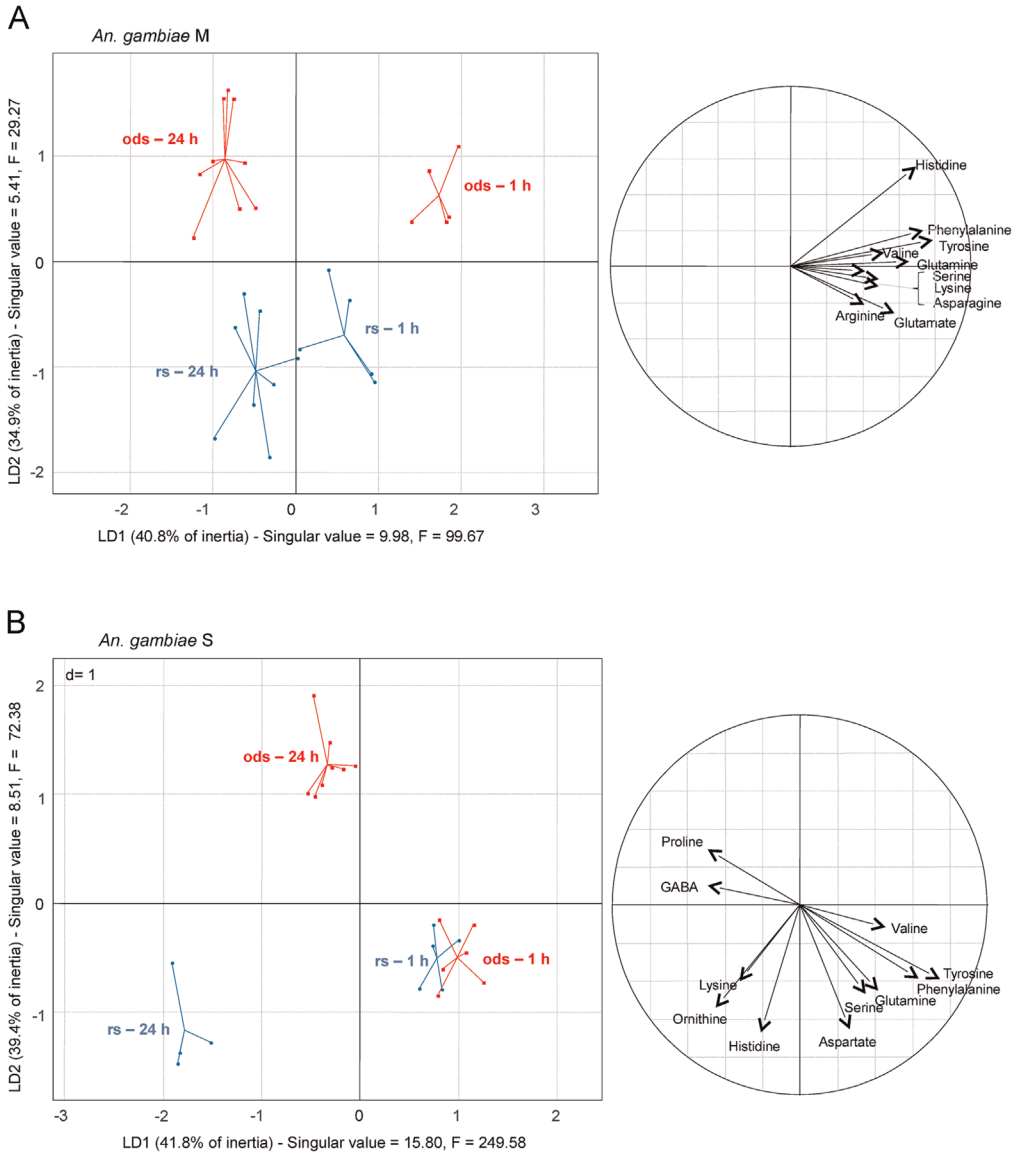 A
An. gambiae M
LD2 (34.9% of inertia) - Singular value = 5.41, F = 29.27
1
0
-1
-2
ods – 24 h
ods – 1 h
rs – 1 h
rs – 24 h
-2
-1
0
1
2
3
LD1 (40.8% of inertia) - Singular value = 9.98, F = 99.67
Histidine
Phenylalanine
Tyrosine
Valine
Glutamine
Serine
Lysine
Asparagine
Arginine
Glutamate
B
An. gambiae S
d= 1
LD2 (39.4% of inertia) - Singular value = 8.51, F = 72.38
2
1
0
-1
ods – 24 h
rs – 1 h
ods – 1 h
rs – 24 h
-3
-2
-1
0
1
2
LD1 (41.8% of inertia) - Singular value = 15.80, F = 249.58
Proline
GABA
Valine
Tyrosine
Phenylalanine
Lysine
Glutamine
Serine
Ornithine
Histidine
Aspartate